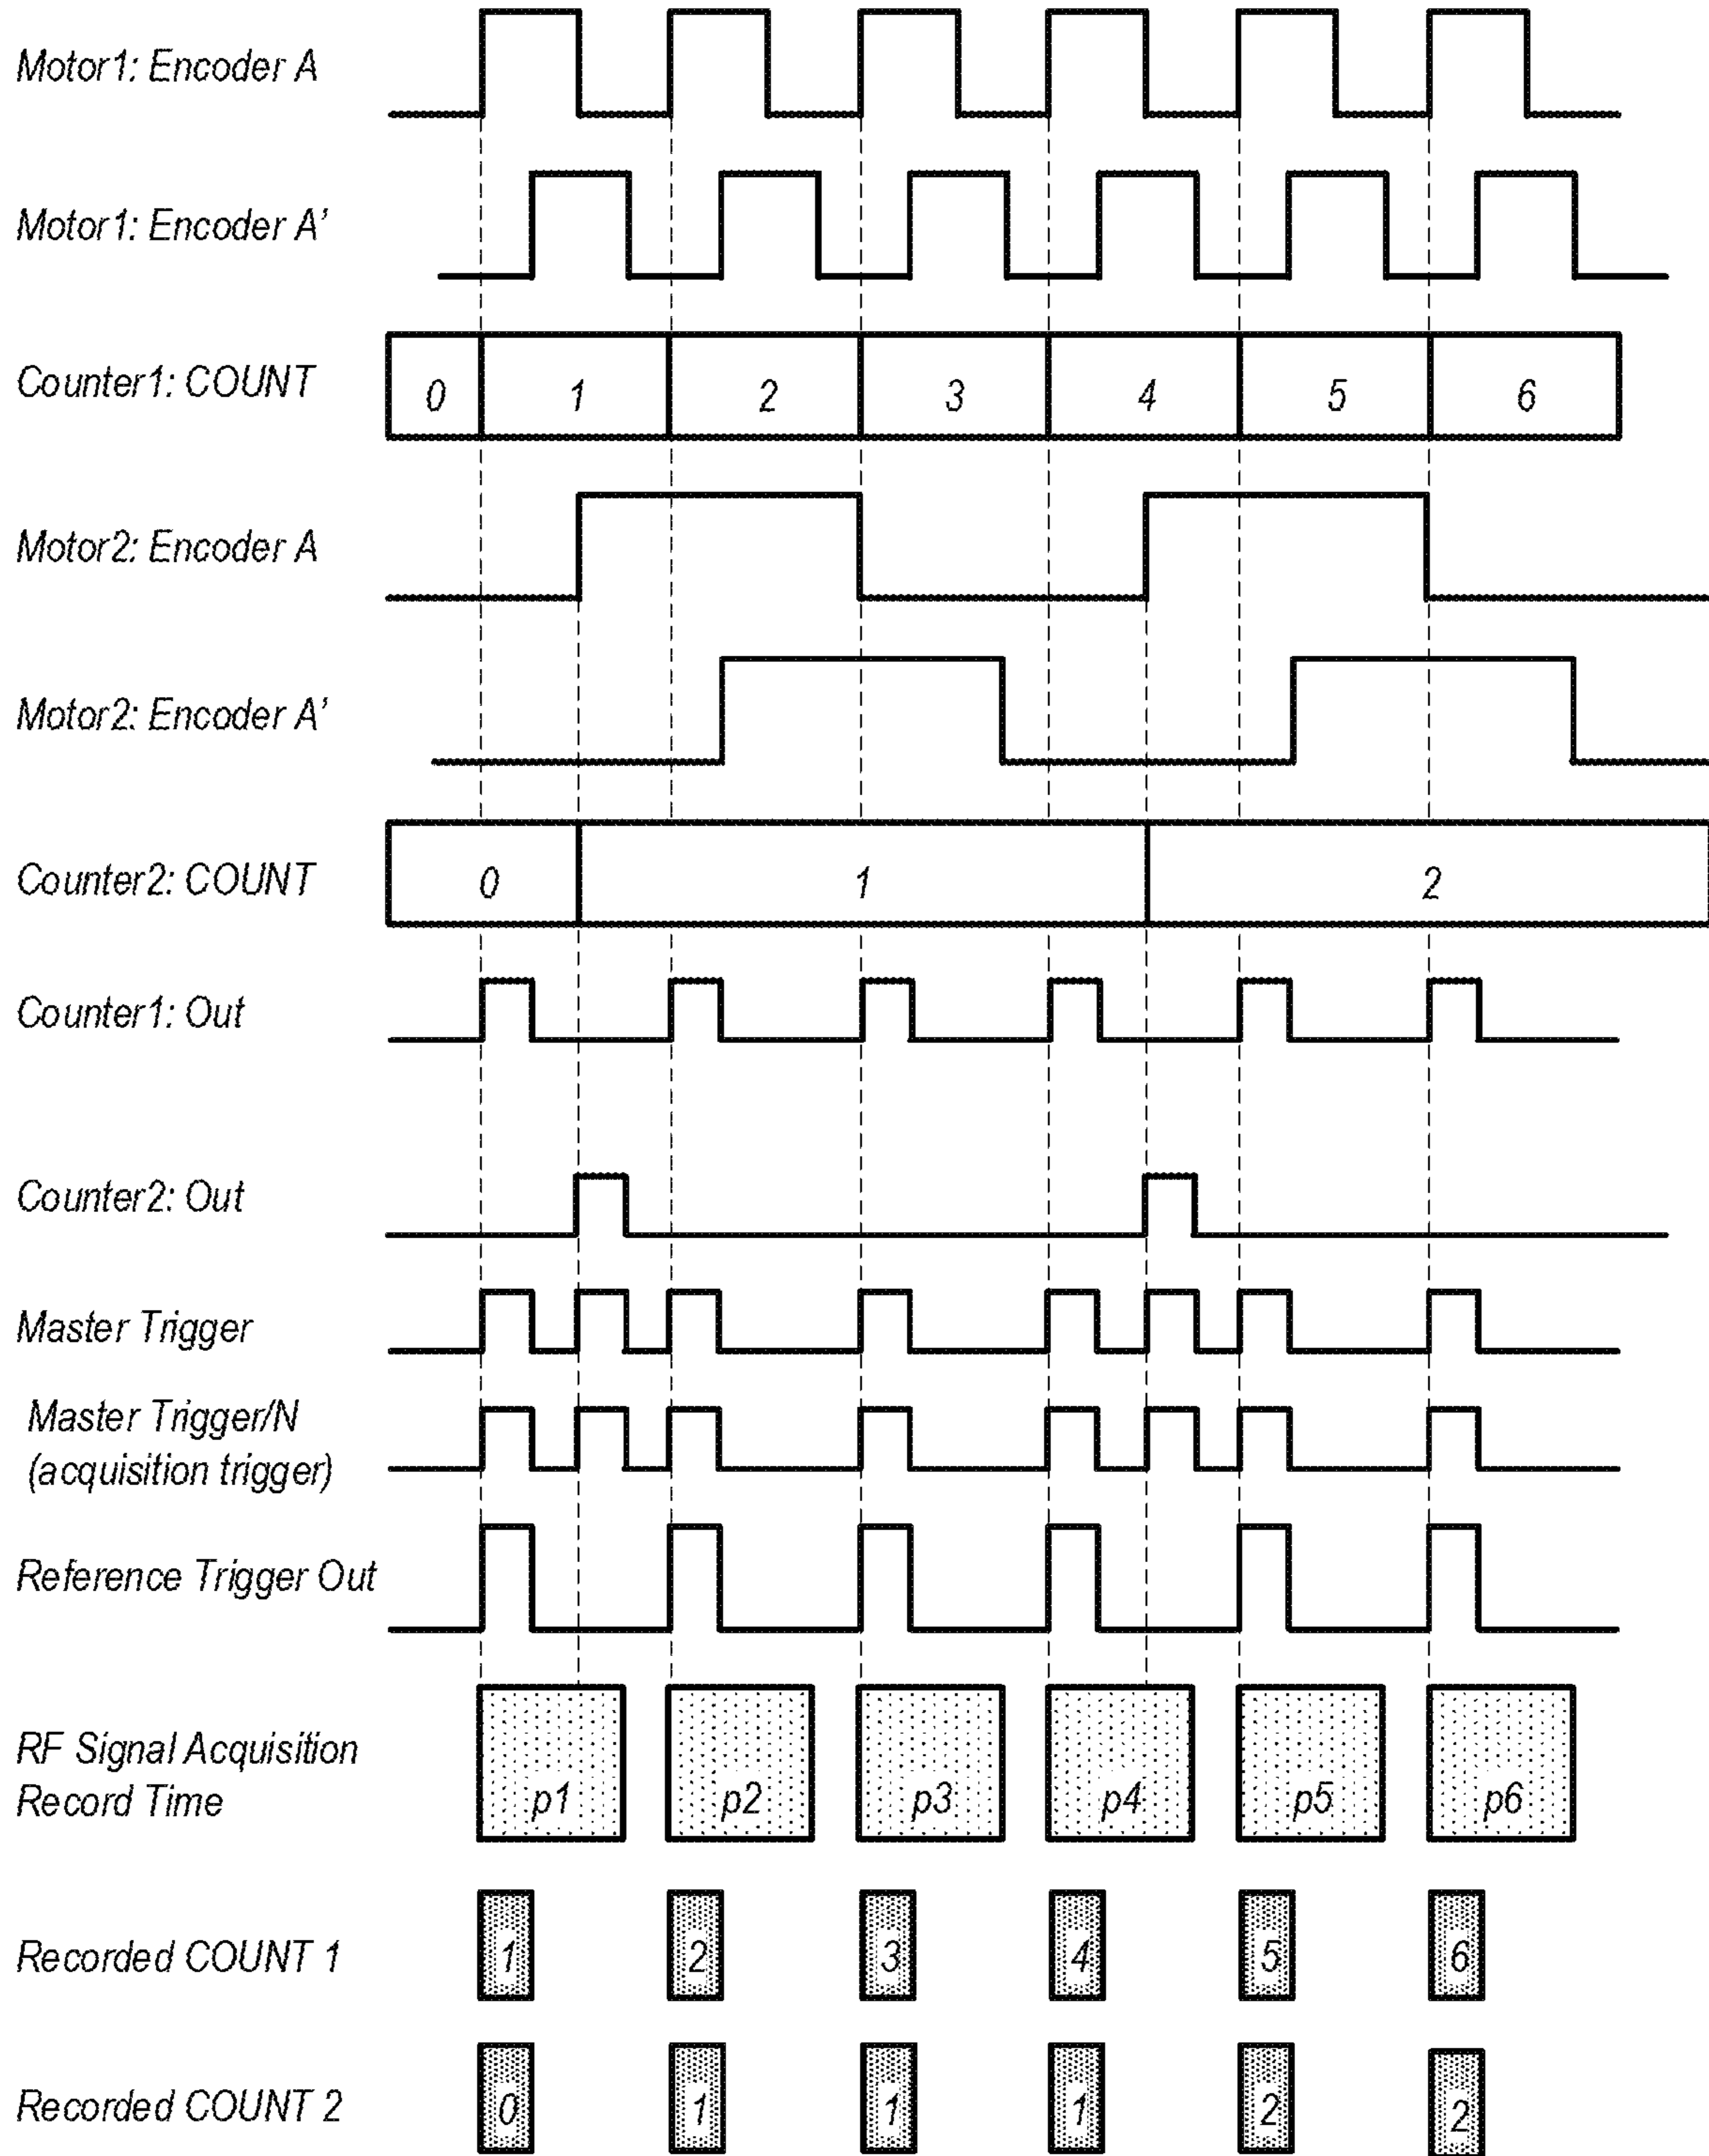 Motor1: Encoder A
Motor1: Encoder A’
Counter1: COUNT
0 1 2 3 4 5 6
Motor2: Encoder A
Motor2: Encoder A’
Counter2: COUNT
0 1 2
Counter1: Out
Counter2: Out
Master Trigger
Master Trigger/N
(acquisition trigger)
Reference Trigger Out
RF Signal Acquisition
Record Time
p1 p2 p3 p4 p5 p6
Recorded COUNT 1
1 2 3 4 5 6
Recorded COUNT 2
0 1 1 1 2 2